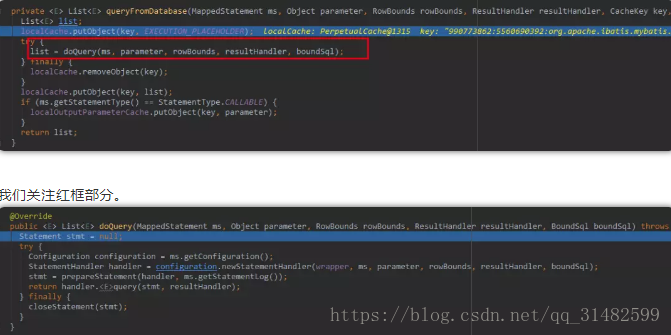 private <E> List<E> queryFromDatabase(MappedStatement ms, Object parameter, RowBounds rowBounds, ResultHandler resultHandler, CacheKey key,
List<E> list;
localCache.putObject(key, EXECUTION_PLACEHOLDER); localCache: PerpetualCache@1315 key: "990773862:5560690392:org.apache.ibatis.mybatis.
try {
list = doQuery(ms, parameter, rowBounds, resultHandler, boundSql);
} finally {
localCache.removeObject(key);
}
localCache.putObject(key, list);
if (ms.getStatementType() == StatementType.CALLABLE) {
localOutputParameterCache.putObject(key, parameter);
}
return list;
}
我们关注红框部分。
@Override
public <E> List<E> doQuery(MappedStatement ms, Object parameter, RowBounds rowBounds, ResultHandler resultHandler, BoundSql boundSql) throws
Statement stmt = null;
try {
Configuration configuration = ms.getConfiguration();
StatementHandler handler = configuration.newStatementHandler(wrapper, ms, parameter, rowBounds, resultHandler, boundSql);
stmt = prepareStatement(handler, ms.getStatementLog());
return handler.<E>query(stmt, resultHandler);
} finally {
closeStatement(stmt);
}
}
https://blog.csdn.net/qq_31482599